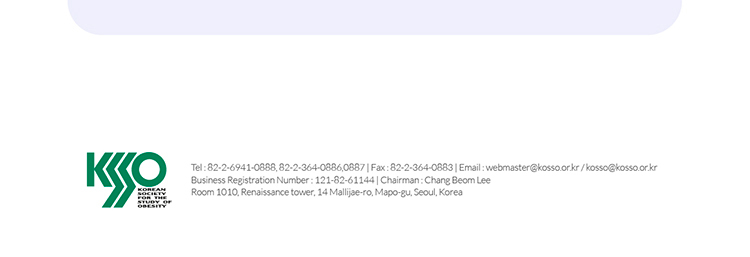 KSSO
KOREAN
SOCIETY
FOR THE
STUDY OF
OBESITY
Tel : 82-2-6941-0888, 82-2-364-0886,0887 | Fax : 82-2-364-0883 | Email : webmaster@kosso.or.kr / kosso@kosso.or.kr
Business Registration Number : 121-82-61144 | Chairman : Chang Beom Lee
Room 1010, Renaissance tower, 14 Mallijae-ro, Mapo-gu, Seoul, Korea